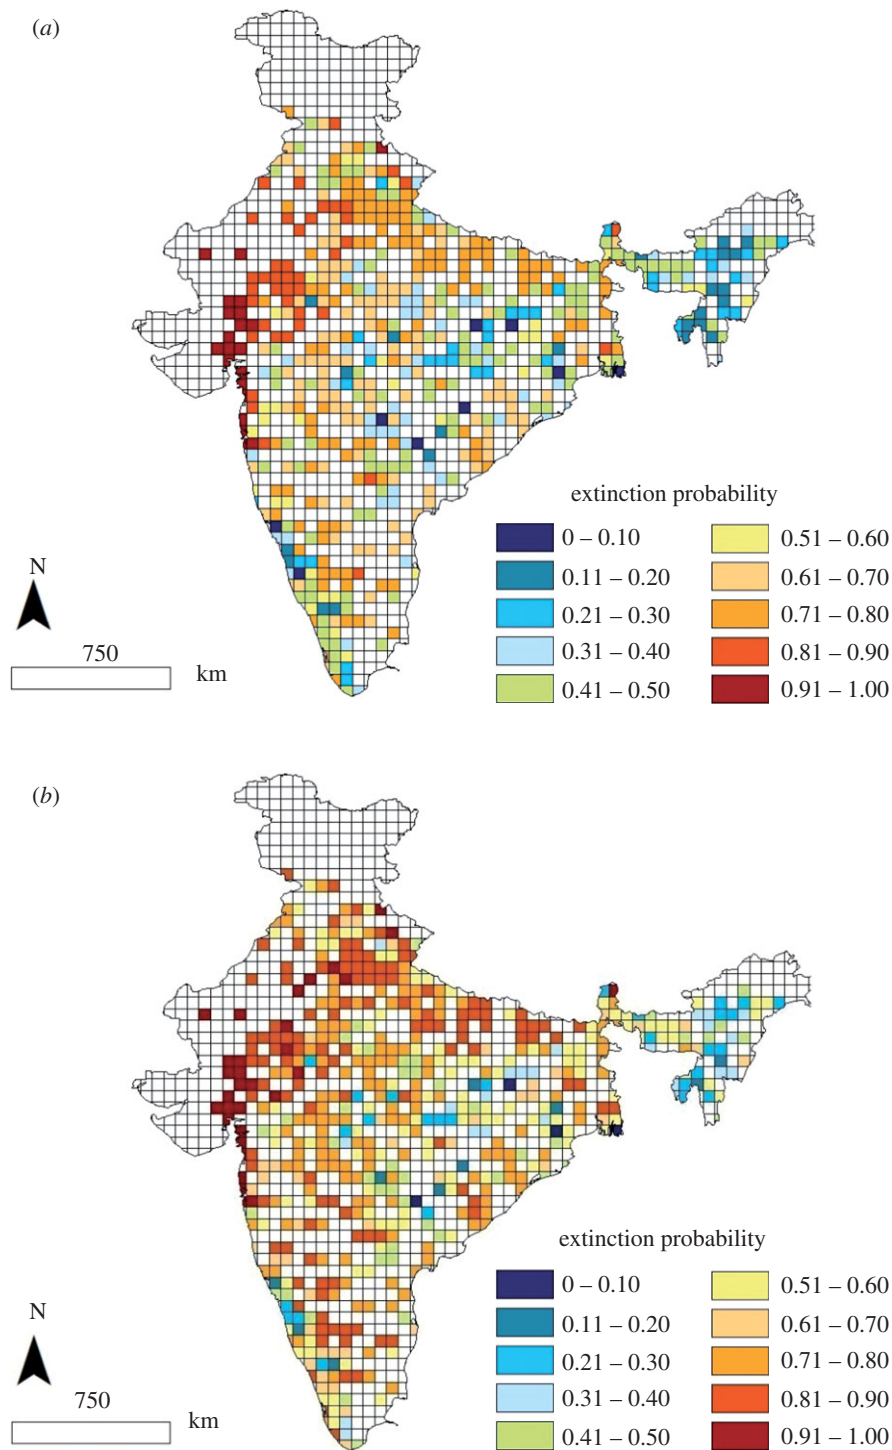 (a)
extinction probability
0 – 0.10 0.51 – 0.60
0.11 – 0.20 0.61 – 0.70
0.21 – 0.30 0.71 – 0.80
0.31 – 0.40 0.81 – 0.90
0.41 – 0.50 0.91 – 1.00
N
750
km
(b)
extinction probability
0 – 0.10 0.51 – 0.60
0.11 – 0.20 0.61 – 0.70
0.21 – 0.30 0.71 – 0.80
0.31 – 0.40 0.81 – 0.90
0.41 – 0.50 0.91 – 1.00
N
750
km